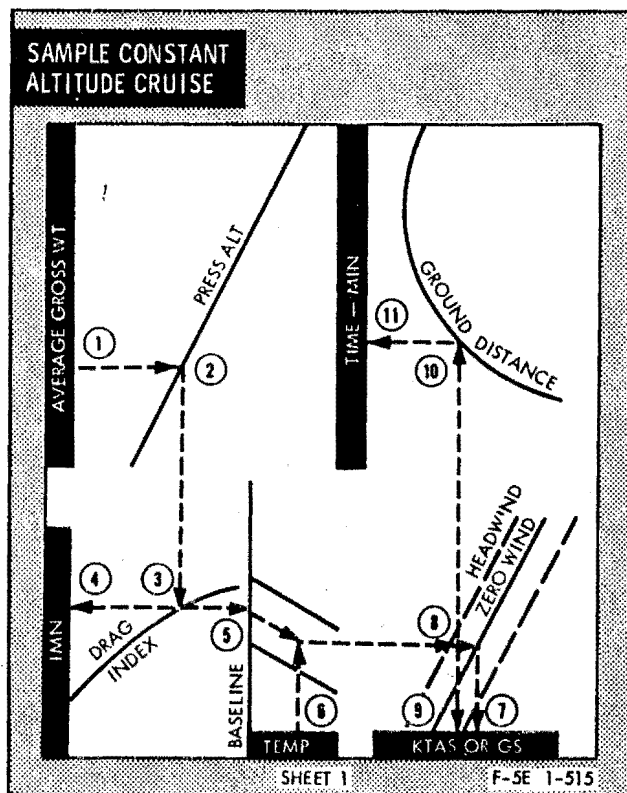 SAMPLE CONSTANT
ALTITUDE CRUISE
AVERAGE GROSS WT
PRESS ALT
1
2
TIME — MIN
GROUND DISTANCE
11
10
IMN
4
3
DRAG
INDEX
BASELINE
5
6
TEMP
HEADWIND
ZERO WIND
8
9
7
KTAS OR GS
SHEET 1
F-5E 1-515